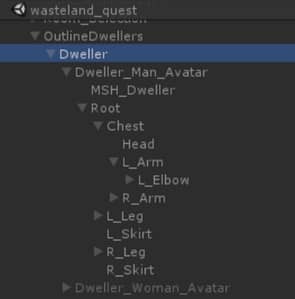 wasteland_quest
Room_Selection
OutlineDwellers
Dweller
Dweller_Man_Avatar
MSH_Dweller
Root
Chest
Head
L_Arm
L_Elbow
R_Arm
L_Leg
L_Skirt
R_Leg
R_Skirt
Dweller_Woman_Avatar